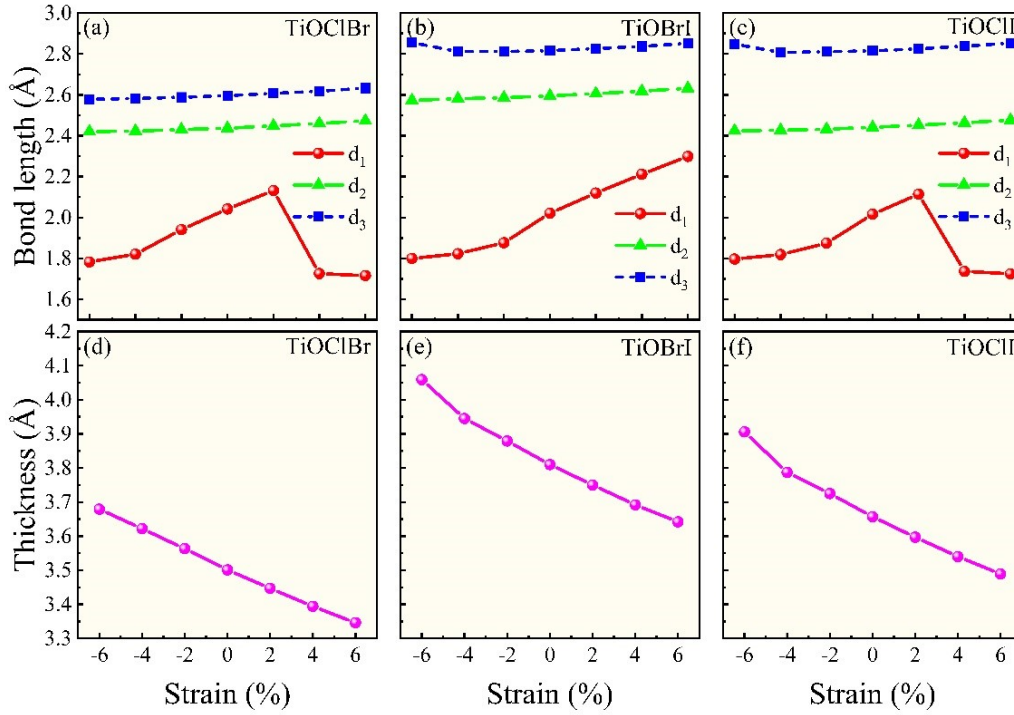 (a) TiOClBr
(b) TiOBrI
(c) TiOClI
Bond length (Å)
3.0
2.8
2.6
2.4
2.2
2.0
1.8
1.6
d1
d2
d3
d1
d2
d3
d1
d2
d3
(d) TiOClBr
(e) TiOBrI
(f) TiOClI
Thickness (Å)
4.2
4.1
4.0
3.9
3.8
3.7
3.6
3.5
3.4
3.3
-6 -4 -2 0 2 4 6
-6 -4 -2 0 2 4 6
-6 -4 -2 0 2 4 6
Strain (%)
Strain (%)
Strain (%)